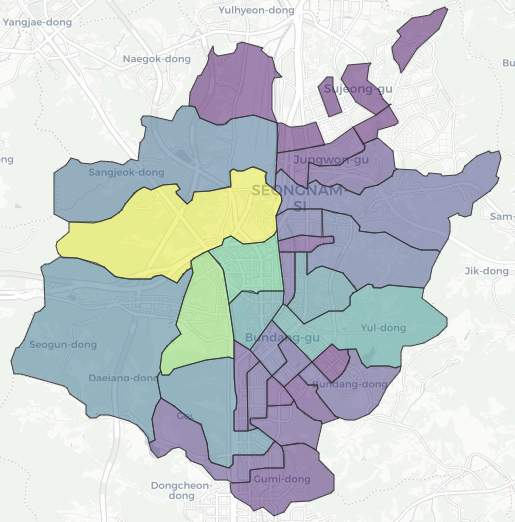 Yulhyeon-dong
Yangjae-dong
Naegok-dong
Sujeong-gu
Jungwon-gu
ng
Sangjeok-dong
SEONGNAM-
SI
Sam-
Jik-dong
Yul-dong
Bundang-gu
Seogun-dong
Daejang-dong
Bundang-dong
Gumi-dong
Dongcheon-
dong